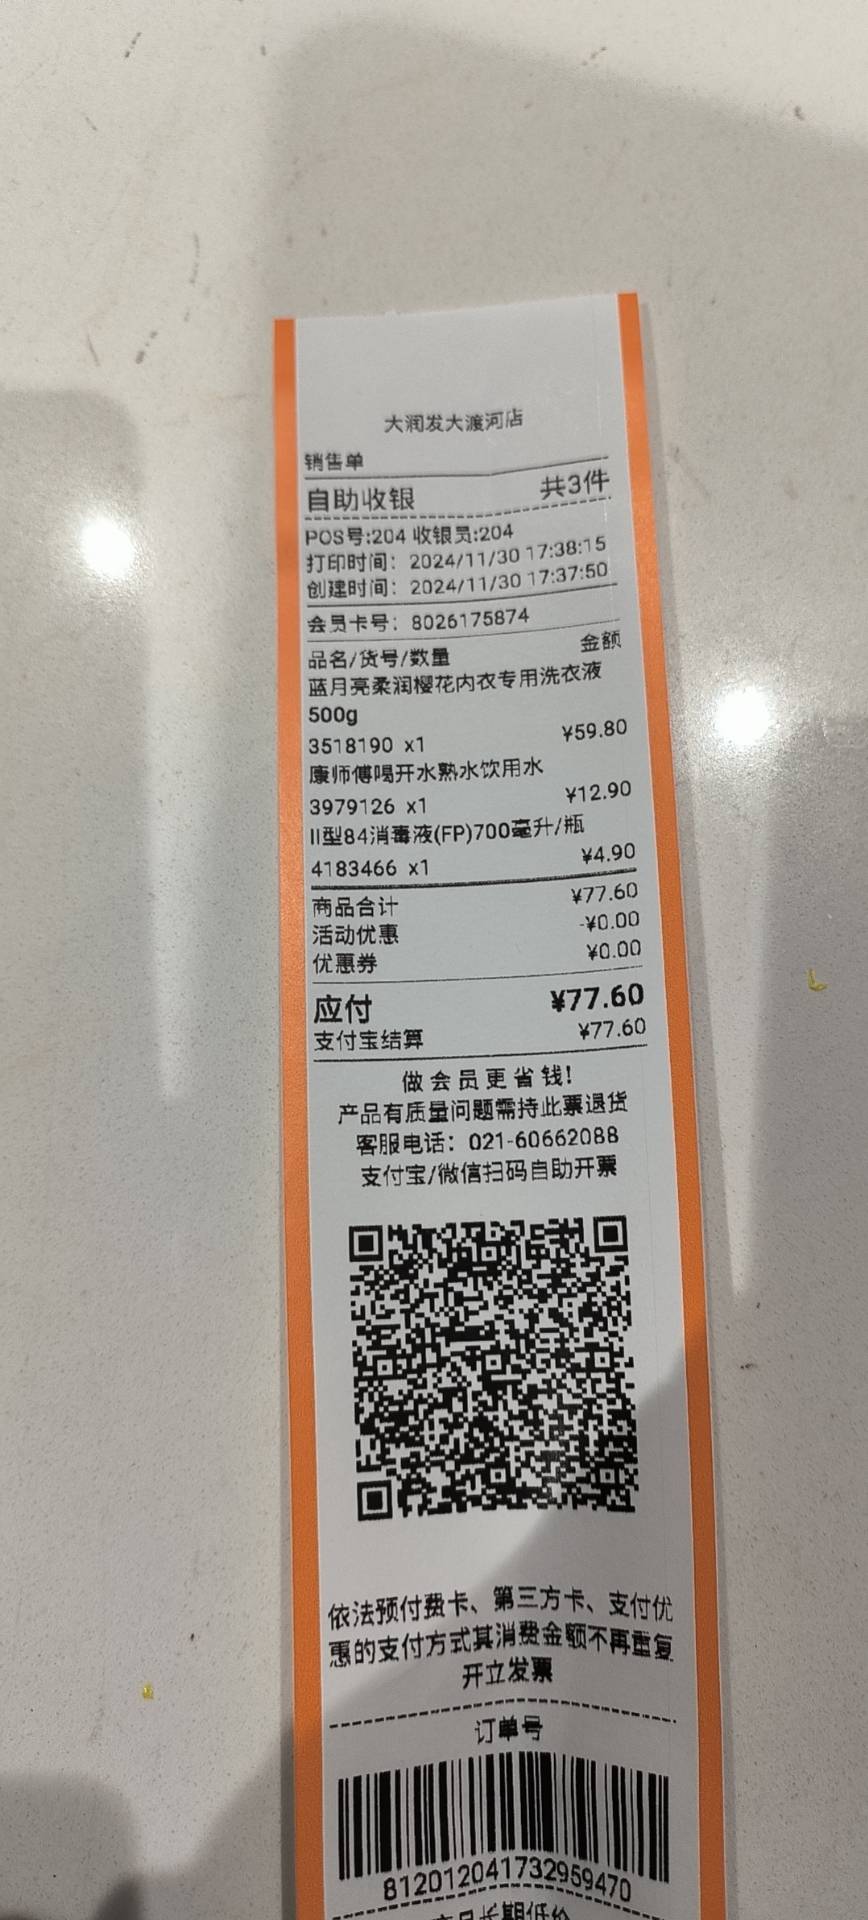 大润发大渡河店
销售单
自助收银 共3件
POS号:204 收银员:204
打印时间: 2024/11/30 17:38:15
创建时间: 2024/11/30 17:37:50
会员卡号: 8026175874
品名/货号/数量 金额
蓝月亮柔润樱花内衣专用洗衣液
500g
3518190 x1 ¥59.80
康师傅喝开水熟水饮用水
3979126 x1 ¥12.90
II型84消毒液(FP)700毫升/瓶
4183466 x1 ¥4.90
商品合计 ¥77.60
活动优惠 -¥0.00
优惠券 ¥0.00
应付 ¥77.60
支付宝结算 ¥77.60
做会员更省钱!
产品有质量问题需持此票退货
客服电话: 021-60662088
支付宝/微信扫码自助开票
依法预付费卡、第三方卡、支付优
惠的支付方式其消费金额不再重复
开立发票
订单号
812012041732959470
长期低价